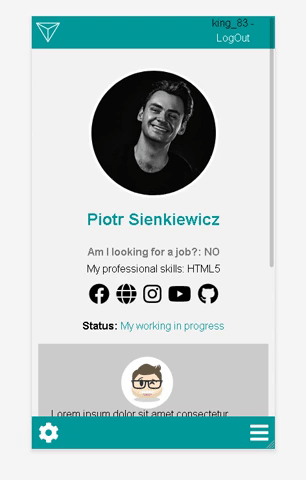 king_83 -
LogOut
Piotr Sienkiewicz
Am I looking for a job?: NO
My professional skills: HTML5
Status: My working in progress
Lorem ipsum dolor sit amet consectetur